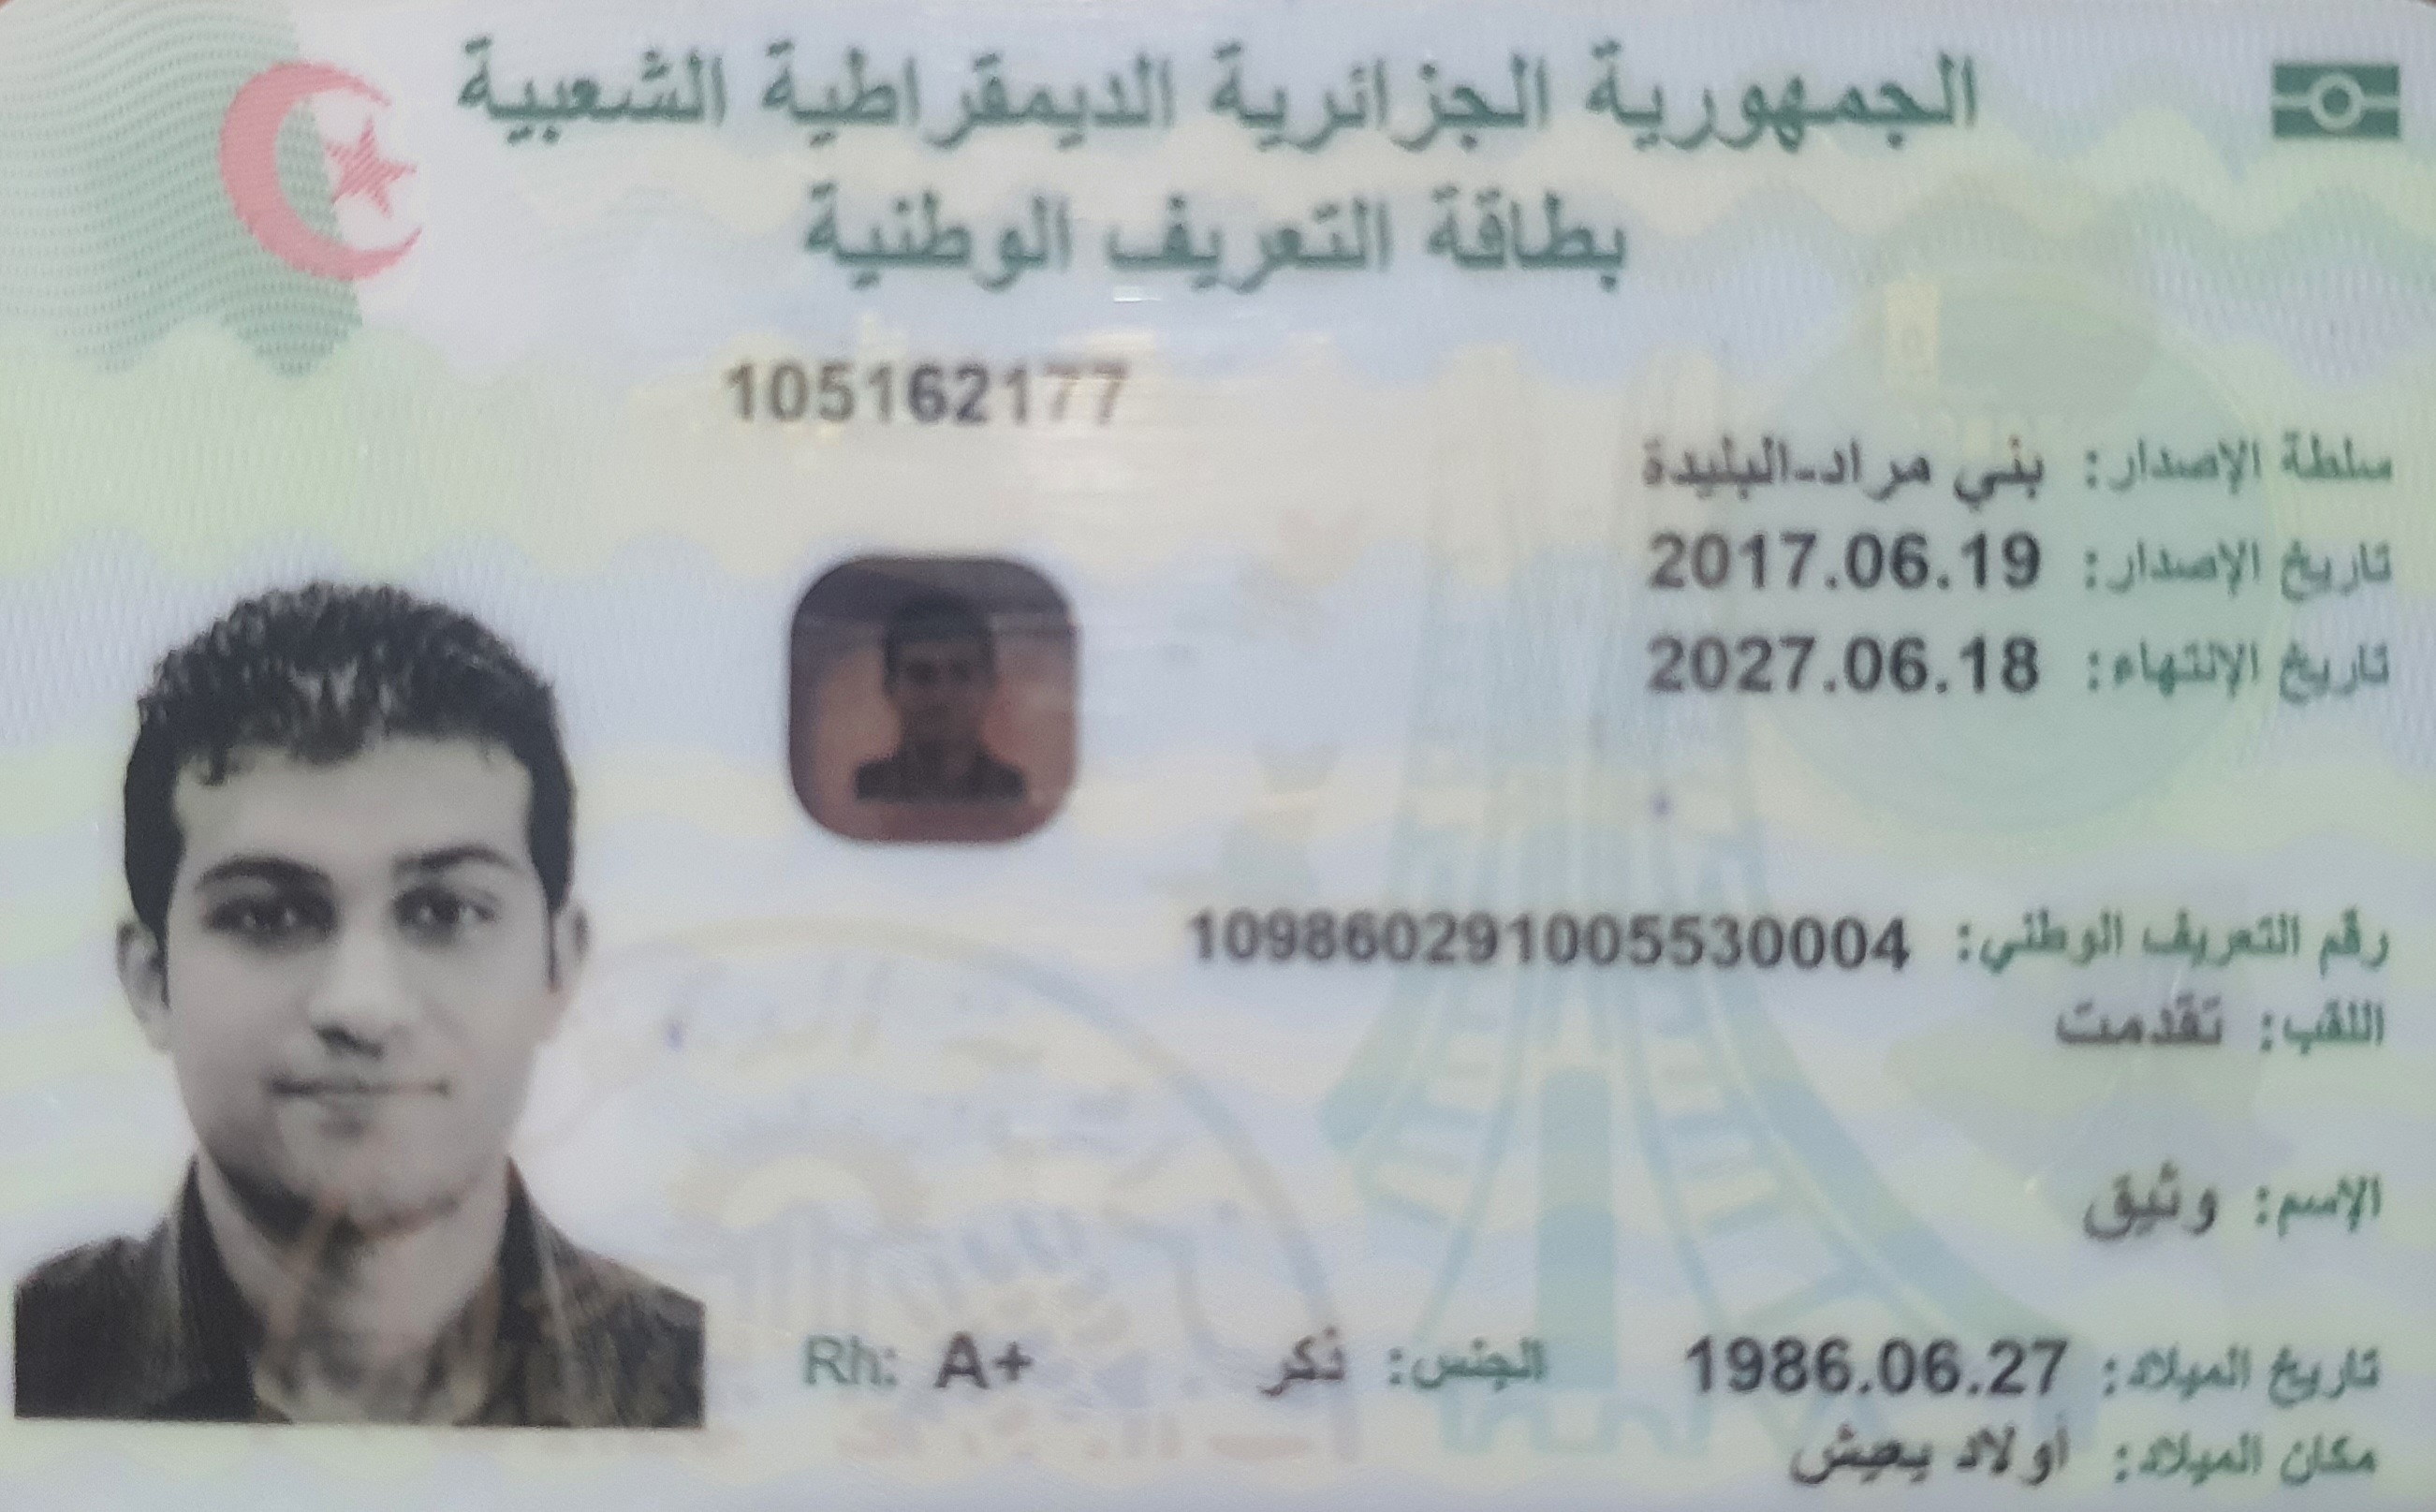 الجمهورية الجزائرية الديمقراطية الشعبية
بطاقة التعريف الوطنية
105162177
سلطة الإصدار: بني مراد-البليدة
تاريخ الإصدار: 2017.06.19
تاريخ الإنتهاء: 2027.06.18
رقم التعريف الوطني: 109860291005530004
اللقب: تقدمت
الإسم: وثيق
تاريخ الميلاد: 1986.06.27 الجنس: ذكر Rh: A+
مكان الميلاد: أولاد يعيش